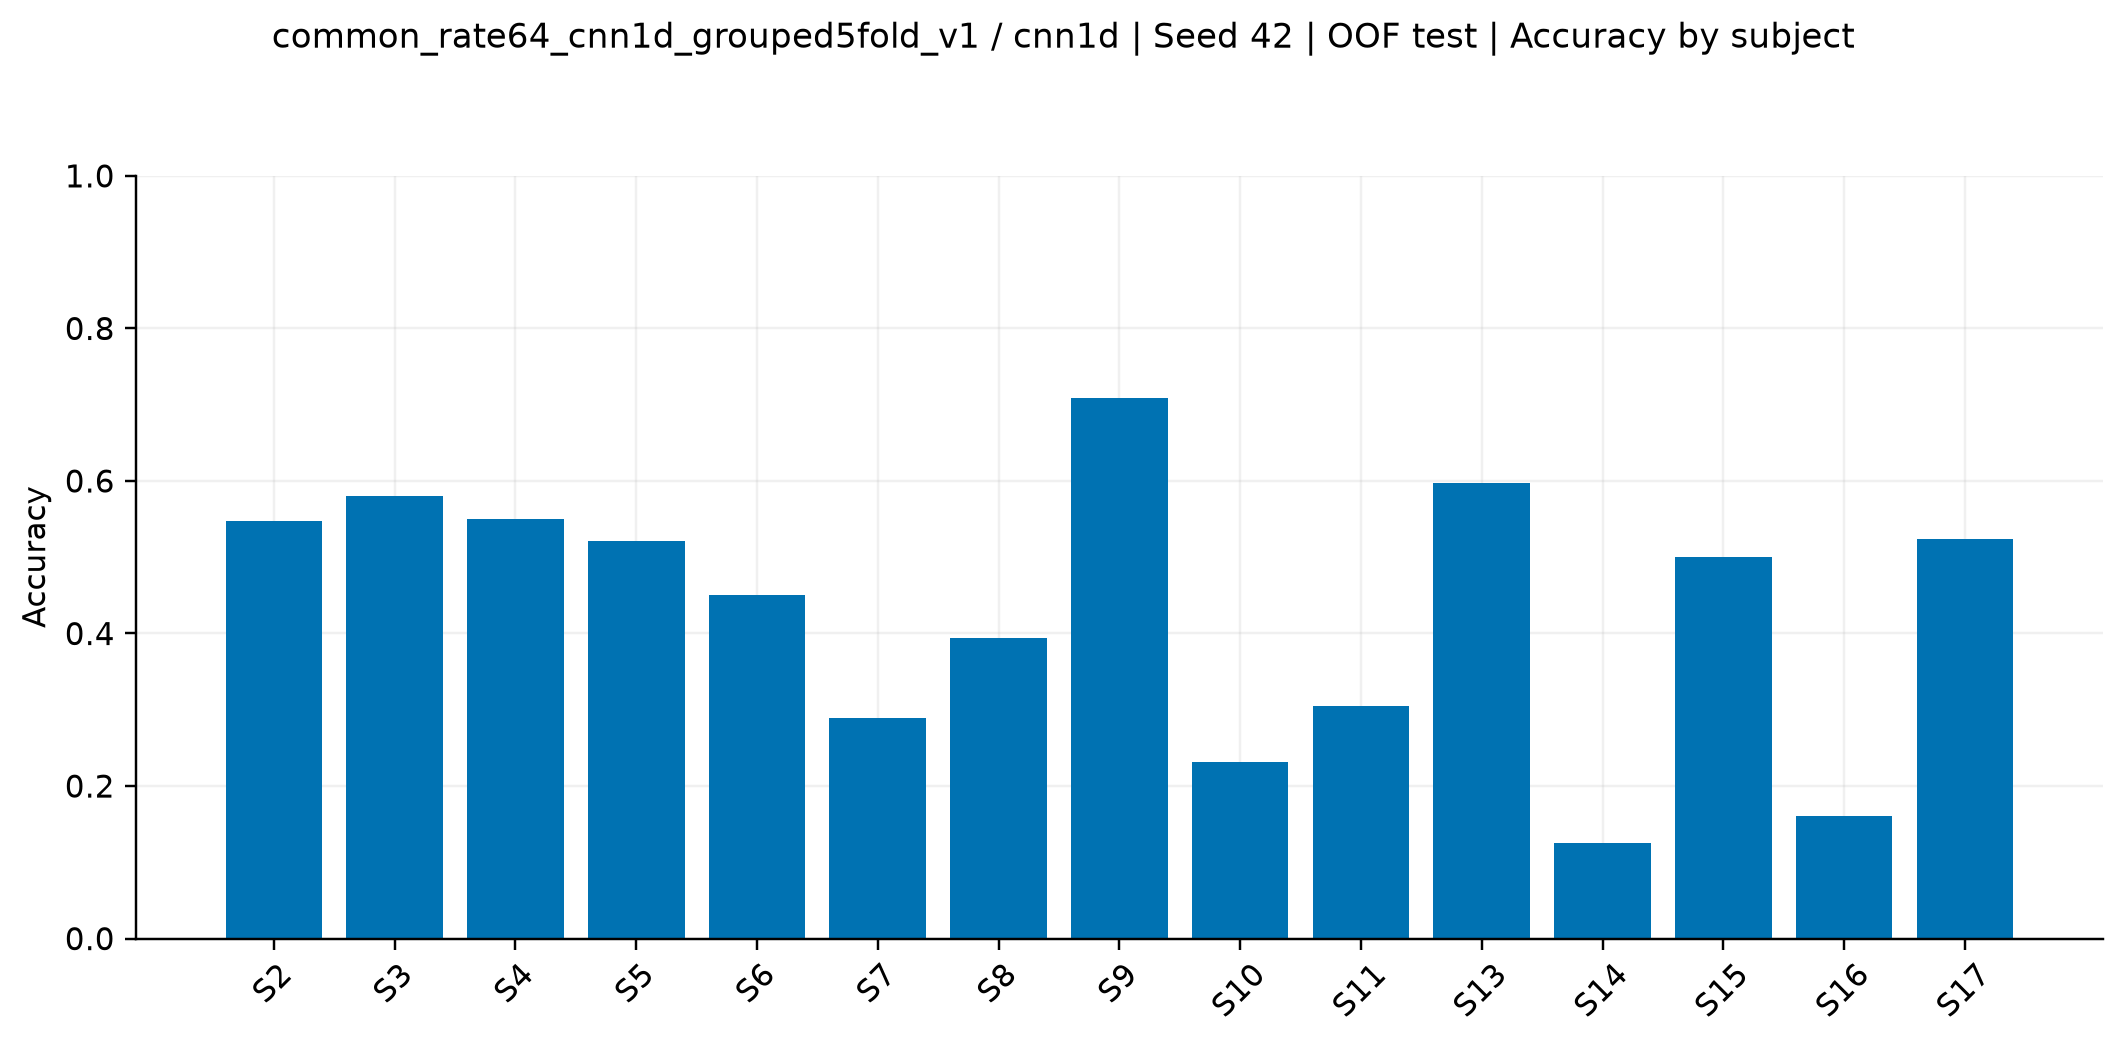 common_rate64_cnn1d_grouped5fold_v1 / cnn1d | Seed 42 | OOF test | Accuracy by subject
1.0
0.8
0.6
0.4
0.2
0.0
Accuracy
S2
S3
S4
S5
S6
S7
S8
S9
S10
S11
S13
S14
S15
S16
S17